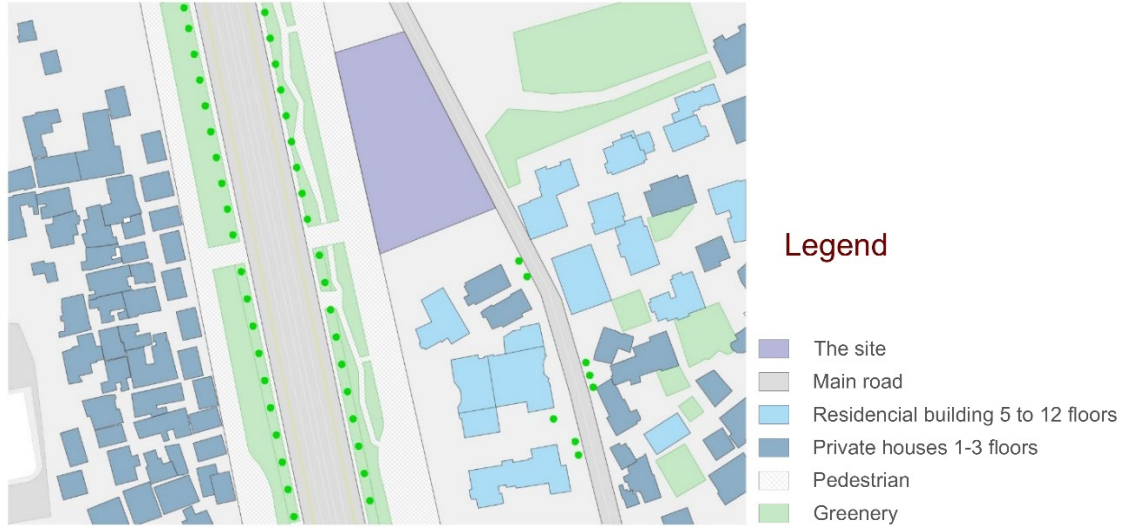 Legend
The site
Main road
Residencial building 5 to 12 floors
Private houses 1-3 floors
Pedestrian
Greenery